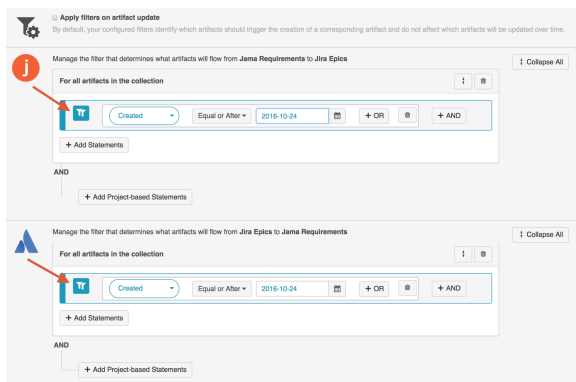 Apply filters on artifact update
By default, your configured filters identify which artifacts should trigger the creation of a corresponding artifact and do not affect which artifacts will be updated over time.
Manage the filter that determines what artifacts will flow from Jama Requirements to Jira Epics
Collapse All
For all artifacts in the collection
Created Equal or After 2016-10-24 + OR + AND
+ Add Statements
AND
+ Add Project-based Statements
Manage the filter that determines what artifacts will flow from Jira Epics to Jama Requirements
Collapse All
For all artifacts in the collection
Created Equal or After 2016-10-24 + OR + AND
+ Add Statements
AND
+ Add Project-based Statements